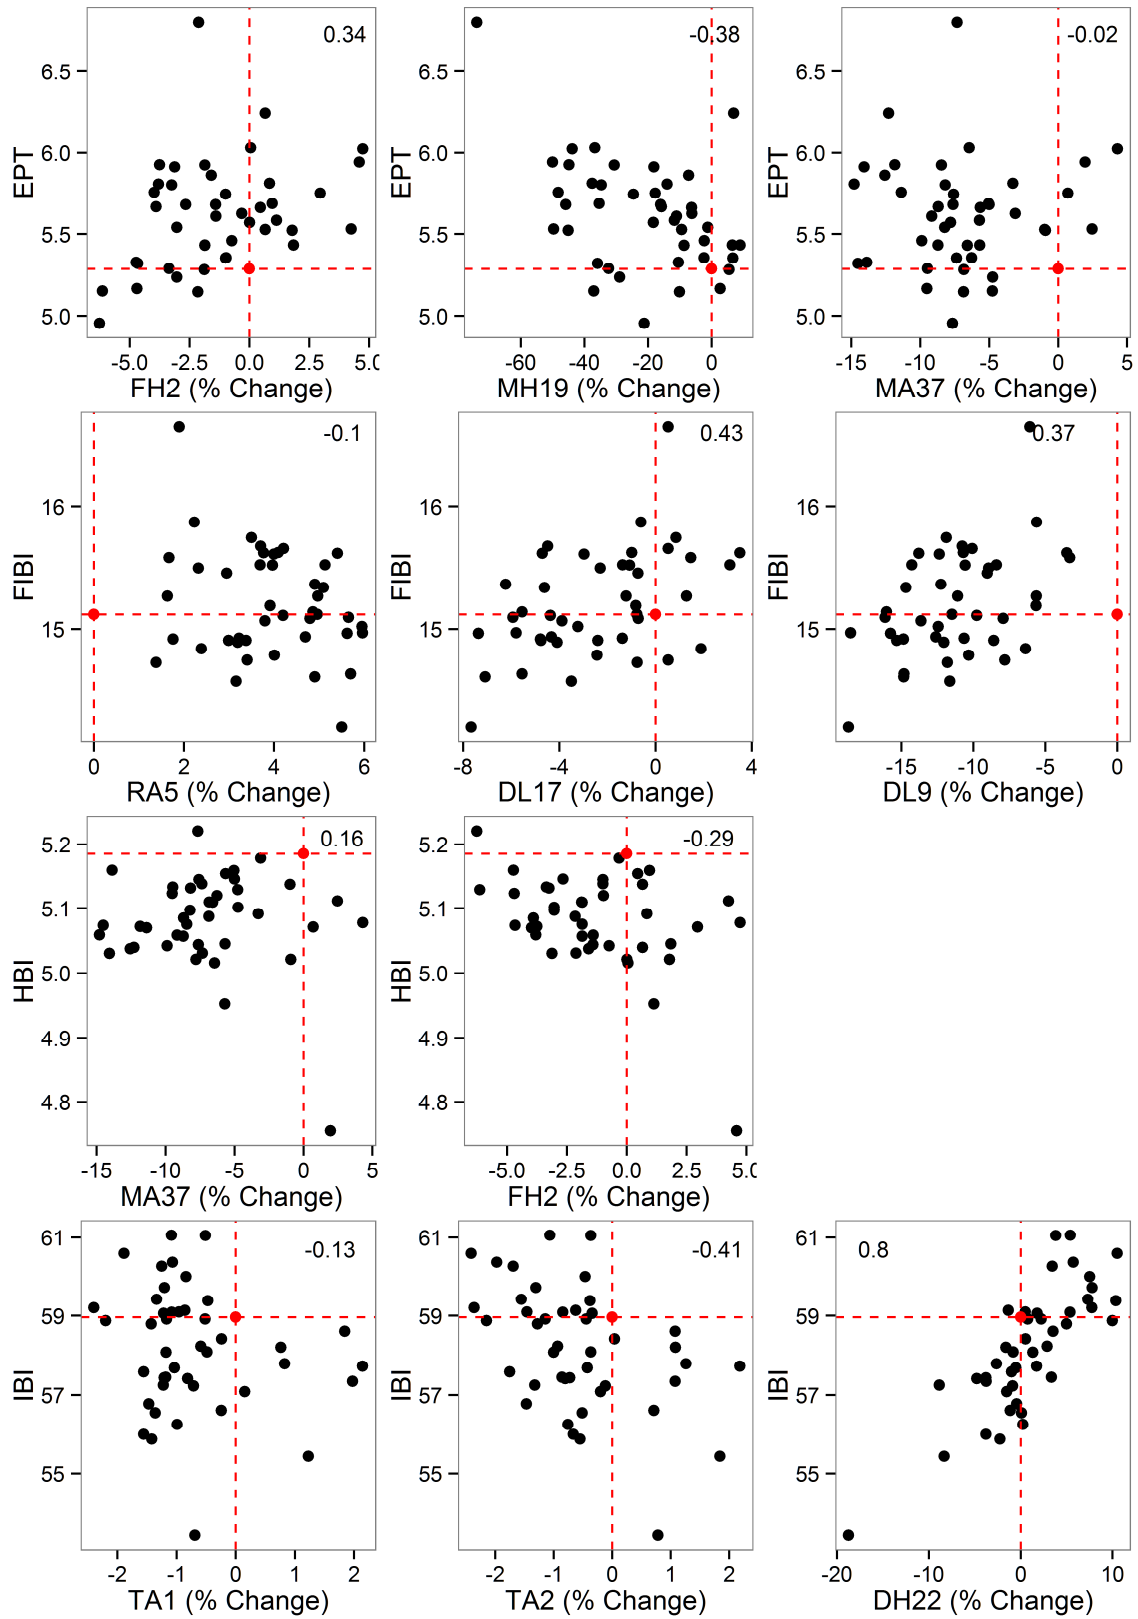 0.34
-0.38
-0.02
EPT
6.5
6.0
5.5
5.0
EPT
6.5
6.0
5.5
5.0
EPT
6.5
6.0
5.5
5.0
-5.0 -2.5 0.0 2.5 5.0
-60 -40 -20 0
-15 -10 -5 0 5
FH2 (% Change)
MH19 (% Change)
MA37 (% Change)
-0.1
0.43
0.37
FIBI
16
15
FIBI
16
15
FIBI
16
15
0 2 4 6
-8 -4 0 4
-15 -10 -5 0
RA5 (% Change)
DL17 (% Change)
DL9 (% Change)
0.16
-0.29
HBI
5.2
5.1
5.0
4.9
4.8
HBI
5.2
5.1
5.0
4.9
4.8
-15 -10 -5 0 5
-5.0 -2.5 0.0 2.5 5.0
MA37 (% Change)
FH2 (% Change)
-0.13
-0.41
0.8
IBI
61
59
57
55
IBI
61
59
57
55
IBI
61
59
57
55
-2 -1 0 1 2
-2 -1 0 1 2
-20 -10 0 10
TA1 (% Change)
TA2 (% Change)
DH22 (% Change)